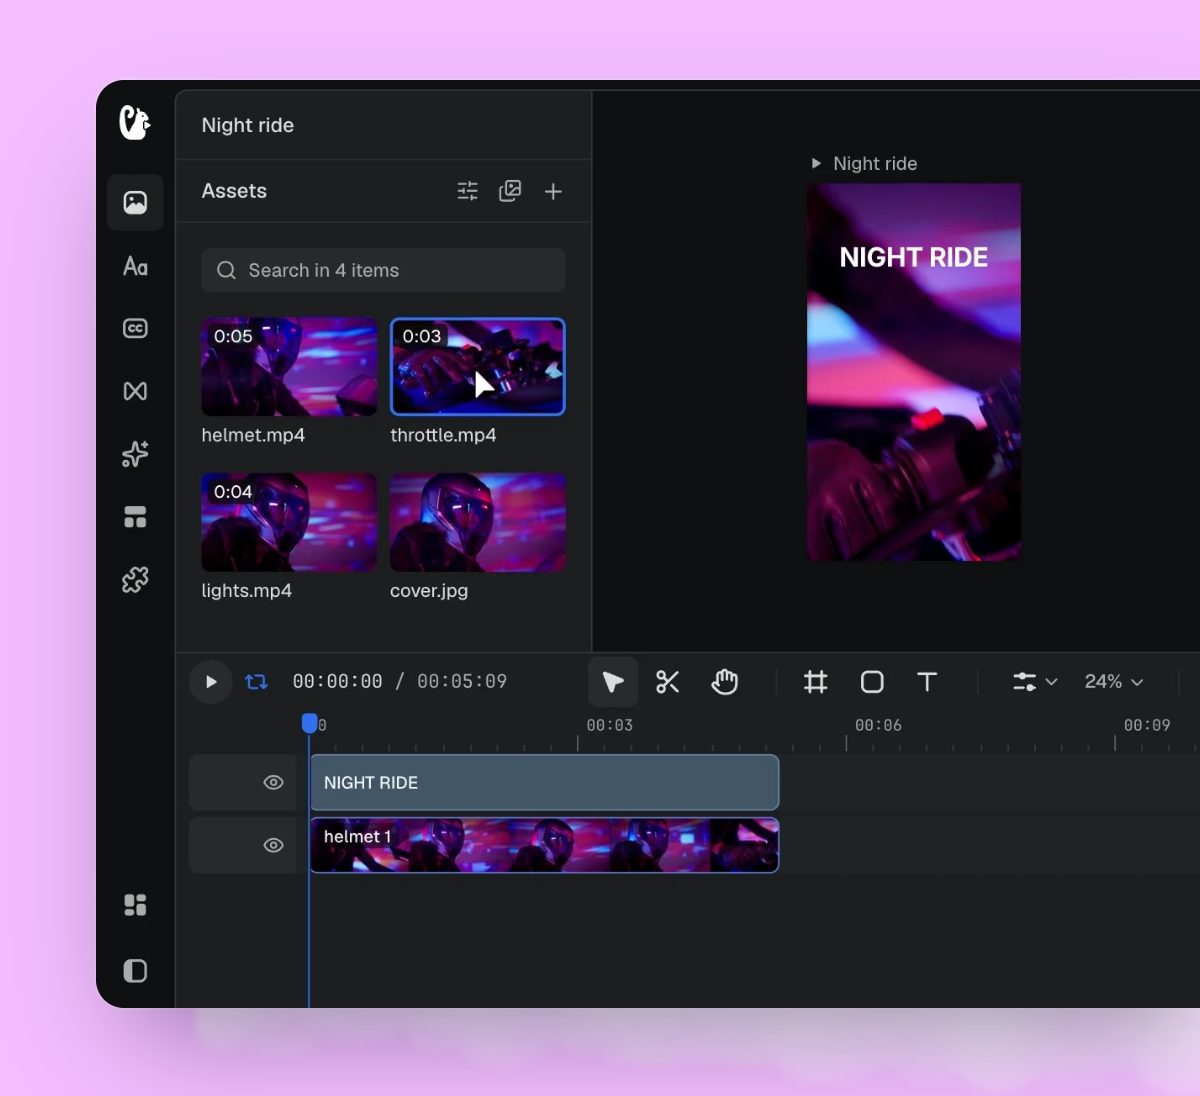 Night ride
Assets
Search in 4 items
0:05
0:03
helmet.mp4
throttle.mp4
0:04
lights.mp4
cover.jpg
Aa
CC
Night ride
NIGHT RIDE
00:00:00 / 00:05:09
24%
0
00:03
00:06
00:09
NIGHT RIDE
helmet 1